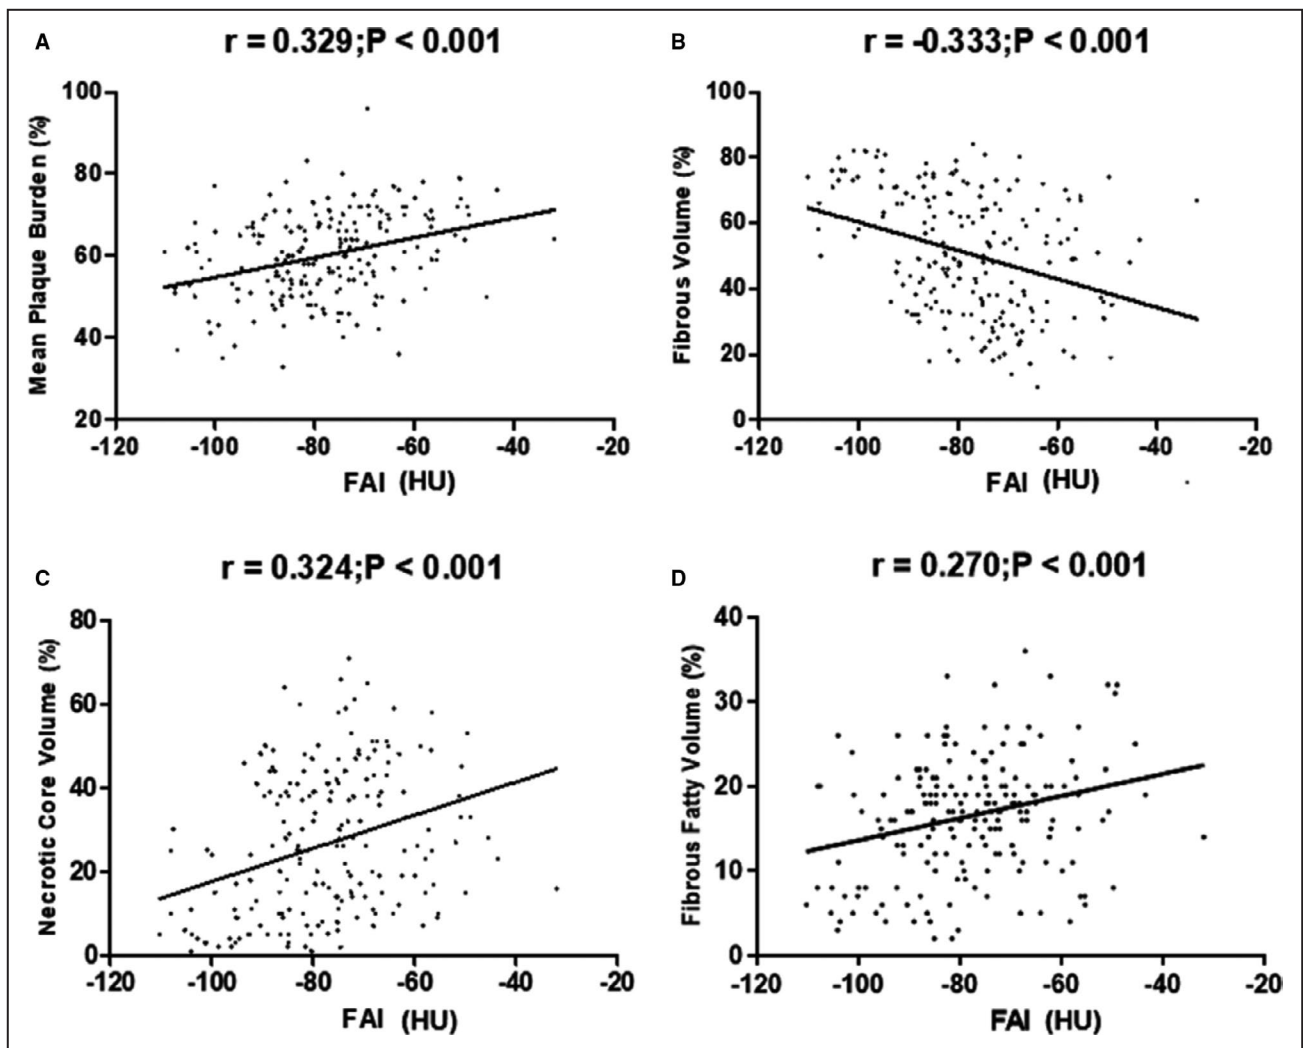 A
r = 0.329;P < 0.001
Mean Plaque Burden (%)
100
80
60
40
20
-120 -100 -80 -60 -40 -20
FAI (HU)
B
r = -0.333;P < 0.001
Fibrous Volume (%)
100
80
60
40
20
0
-120 -100 -80 -60 -40 -20
FAI (HU)
C
r = 0.324;P < 0.001
Necrotic Core Volume (%)
80
60
40
20
0
-120 -100 -80 -60 -40 -20
FAI (HU)
D
r = 0.270;P < 0.001
Fibrous Fatty Volume (%)
40
30
20
10
0
-120 -100 -80 -60 -40 -20
FAI (HU)